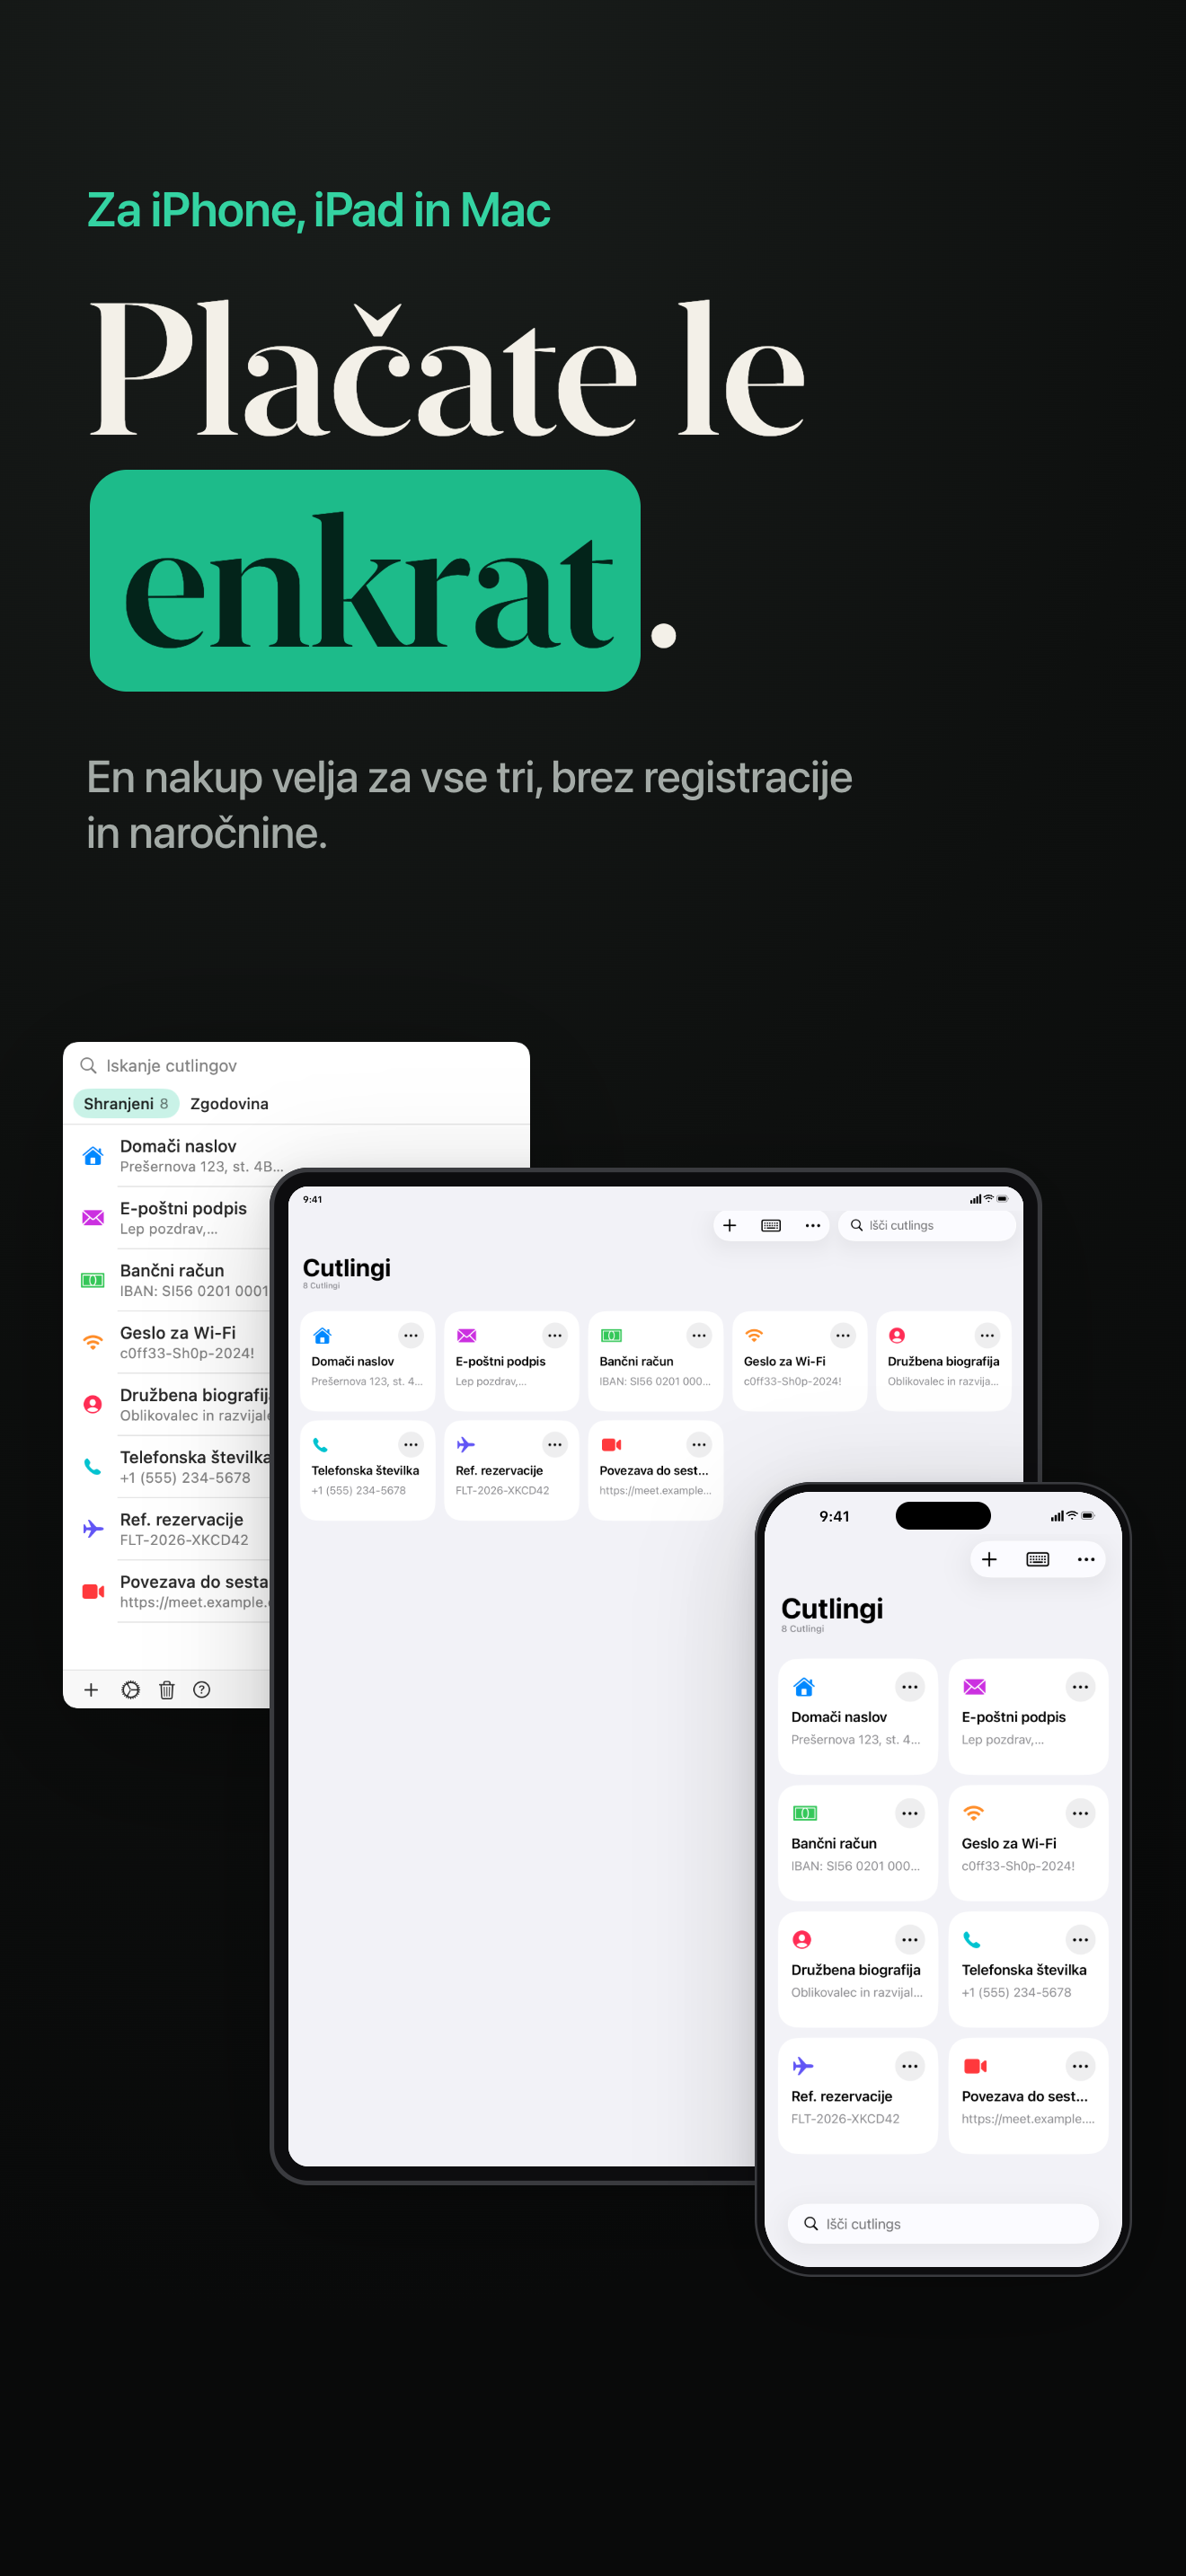 Za iPhone, iPad in Mac
Plačate le
enkrat.
En nakup velja za vse tri, brez registracije
in naročnine.
Iskanje cutlingov
Shranjeni 8 Zgodovina
Domači naslov
Prešernova 123, st. 4B...
E-poštni podpis
Lep pozdrav,...
Bančni račun
IBAN: SI56 0201 0001
Geslo za Wi-Fi
c0ff33-Sh0p-2024!
Družbena biografij
Oblikovalec in razvijal
Telefonska številka
+1 (555) 234-5678
Ref. rezervacije
FLT-2026-XKCD42
Povezava do sesta
https://meet.example.
9:41
Išči cutlings
Cutlingi
8 Cutlingi
Domači naslov
Prešernova 123, st. 4...
E-poštni podpis
Lep pozdrav,...
Bančni račun
IBAN: SI56 0201 000...
Geslo za Wi-Fi
c0ff33-Sh0p-2024!
Družbena biografija
Oblikovalec in razvija...
Telefonska številka
+1 (555) 234-5678
Ref. rezervacije
FLT-2026-XKCD42
Povezava do sest...
https://meet.example...
9:41
Cutlingi
8 Cutlingi
Domači naslov
Prešernova 123, st. 4...
E-poštni podpis
Lep pozdrav,...
Bančni račun
IBAN: SI56 0201 000...
Geslo za Wi-Fi
c0ff33-Sh0p-2024!
Družbena biografija
Oblikovalec in razvijal...
Telefonska številka
+1 (555) 234-5678
Ref. rezervacije
FLT-2026-XKCD42
Povezava do sest...
https://meet.example....
Išči cutlings